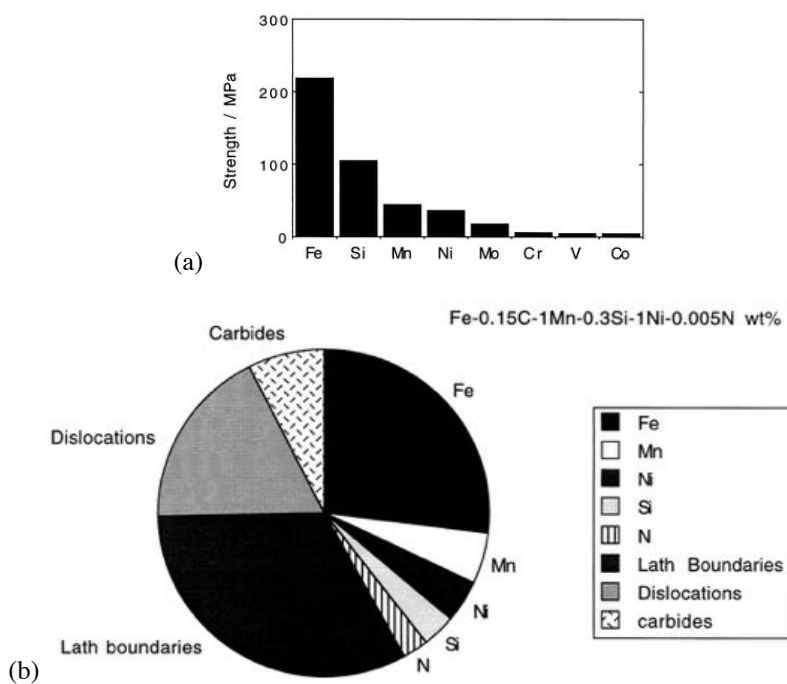 300
200
100
0
Strength / MPa
Fe Si Mn Ni Mo Cr V Co
(a)
Fe-0.15C-1Mn-0.3Si-1Ni-0.005N wt%
Carbides
Fe
Dislocations
Mn
Ni
Si
N
Lath boundaries
Fe
Mn
Ni
Si
N
Lath Boundaries
Dislocations
carbides
(b)